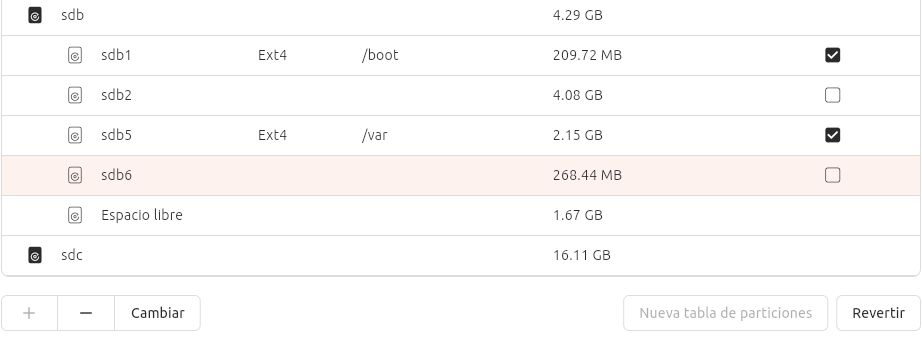 sdb 4.29 GB
sdb1 Ext4 /boot 209.72 MB
sdb2 4.08 GB
sdb5 Ext4 /var 2.15 GB
sdb6 268.44 MB
Espacio libre 1.67 GB
sdc 16.11 GB
+ − Cambiar Nueva tabla de particiones Revertir